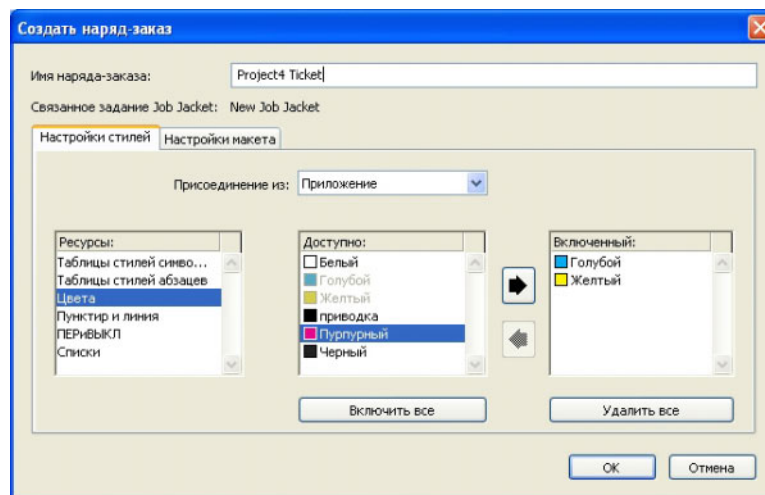 Создать наряд-заказ
Имя наряда-заказа: Project4 Ticket
Связанное задание Job Jacket: New Job Jacket
Настройки стилей Настройки макета
Присоединение из: Приложение
Ресурсы:
Таблицы стилей симво...
Таблицы стилей абзацев
Цвета
Пунктир и линия
ПЕРиВЫКЛ
Списки
Доступно:
Белый
Голубой
Желтый
приводка
Пурпурный
Черный
Включить все
Включенный:
Голубой
Желтый
Удалить все
ОК Отмена